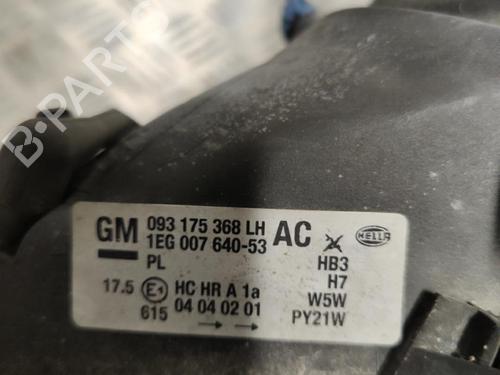 GM 093 175 368 LH AC HELLA
1EG 007 640-53
PL HB3
H7
17.5 E1 HC HR A 1a W5W
615 04 04 02 01 PY21W
B-PARTS